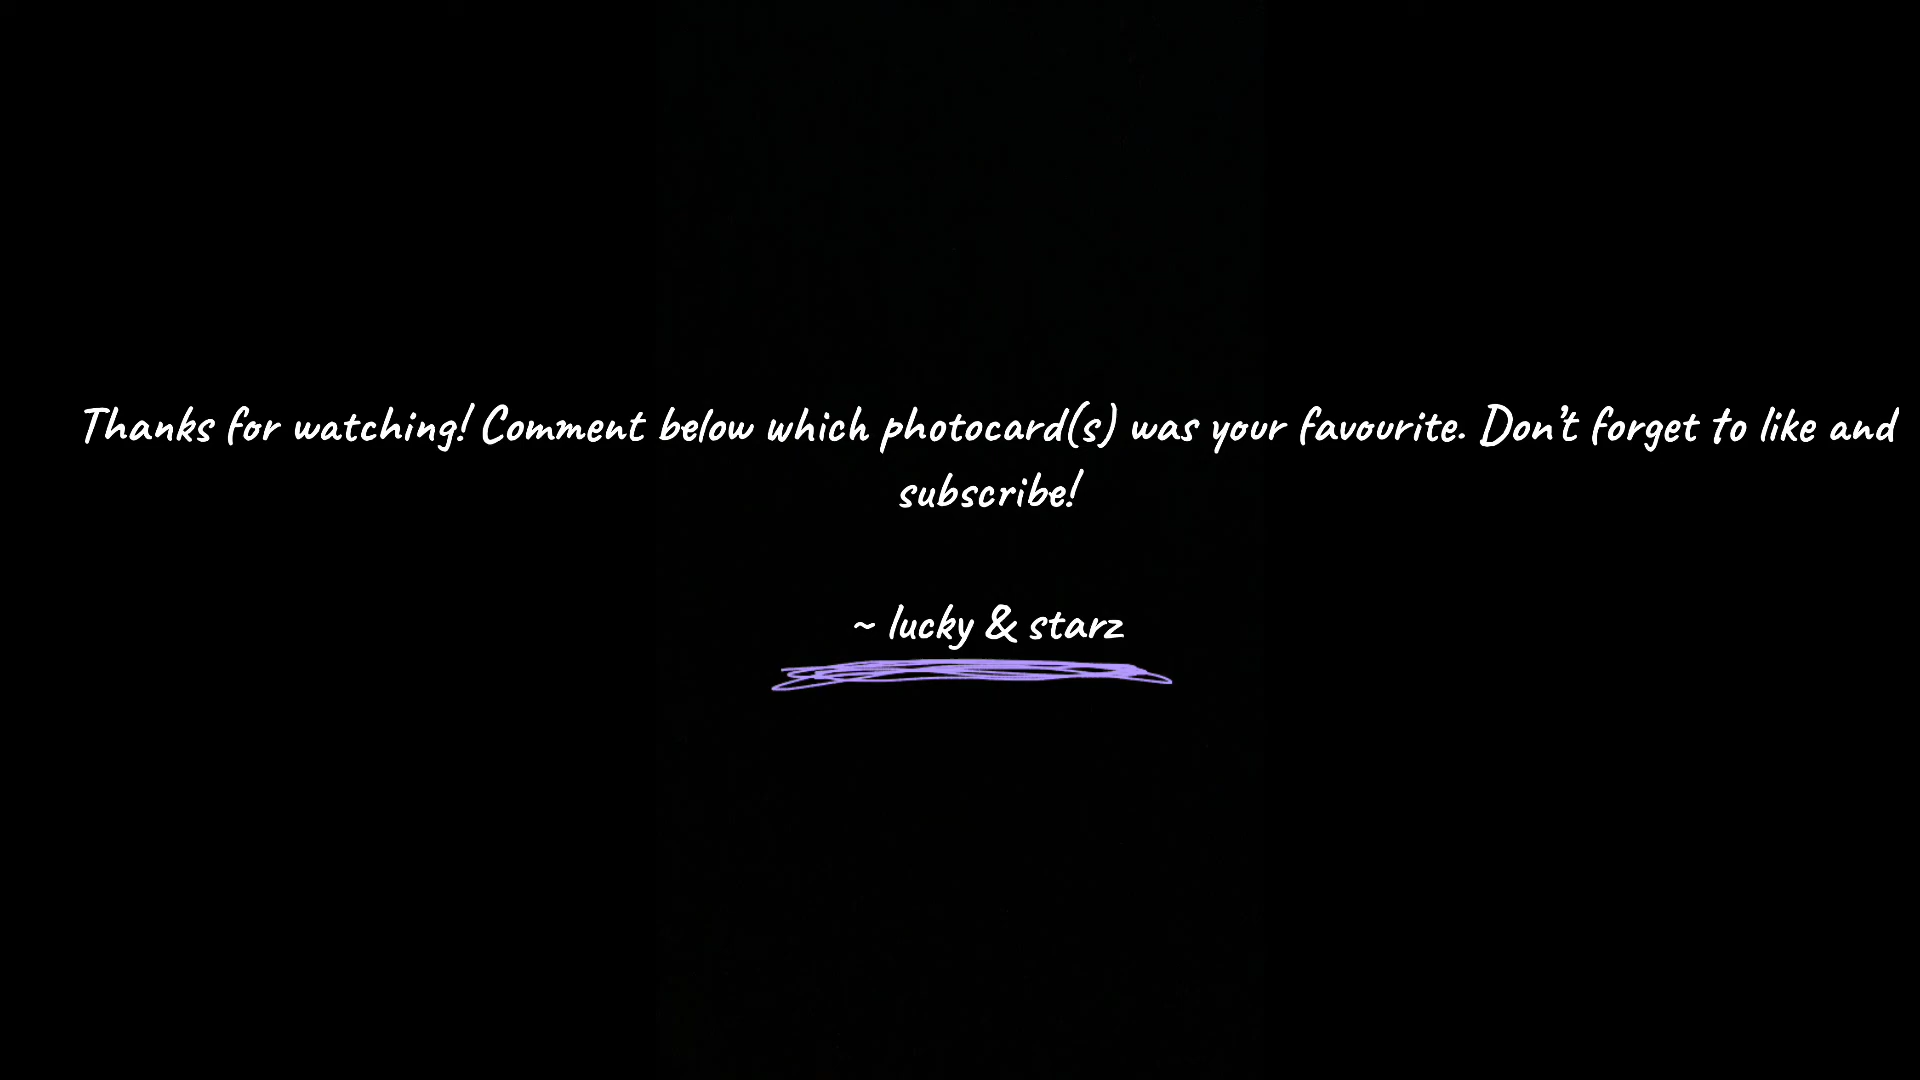 Thanks for watching! Comment below which photocard(s) was your favourite. Don't forget to like and
subscribe!
~ lucky & starz